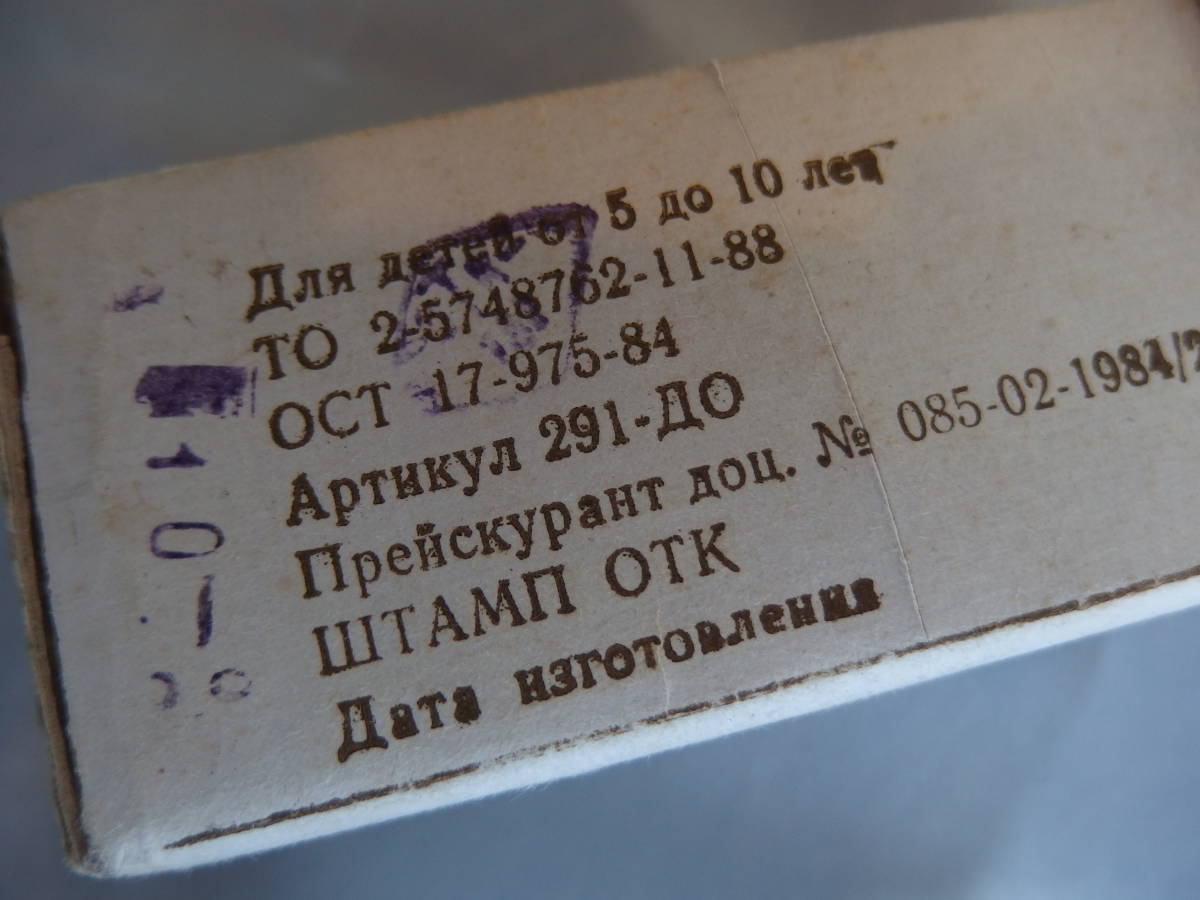 Для детей от 5 до 10 лет
ТО 2-5748762-11-88
ОСТ 17-975-84
Артикул 291-ДО
Прейскурант доц. № 085-02-1984/2
ШТАМП ОТК
Дата изготовления